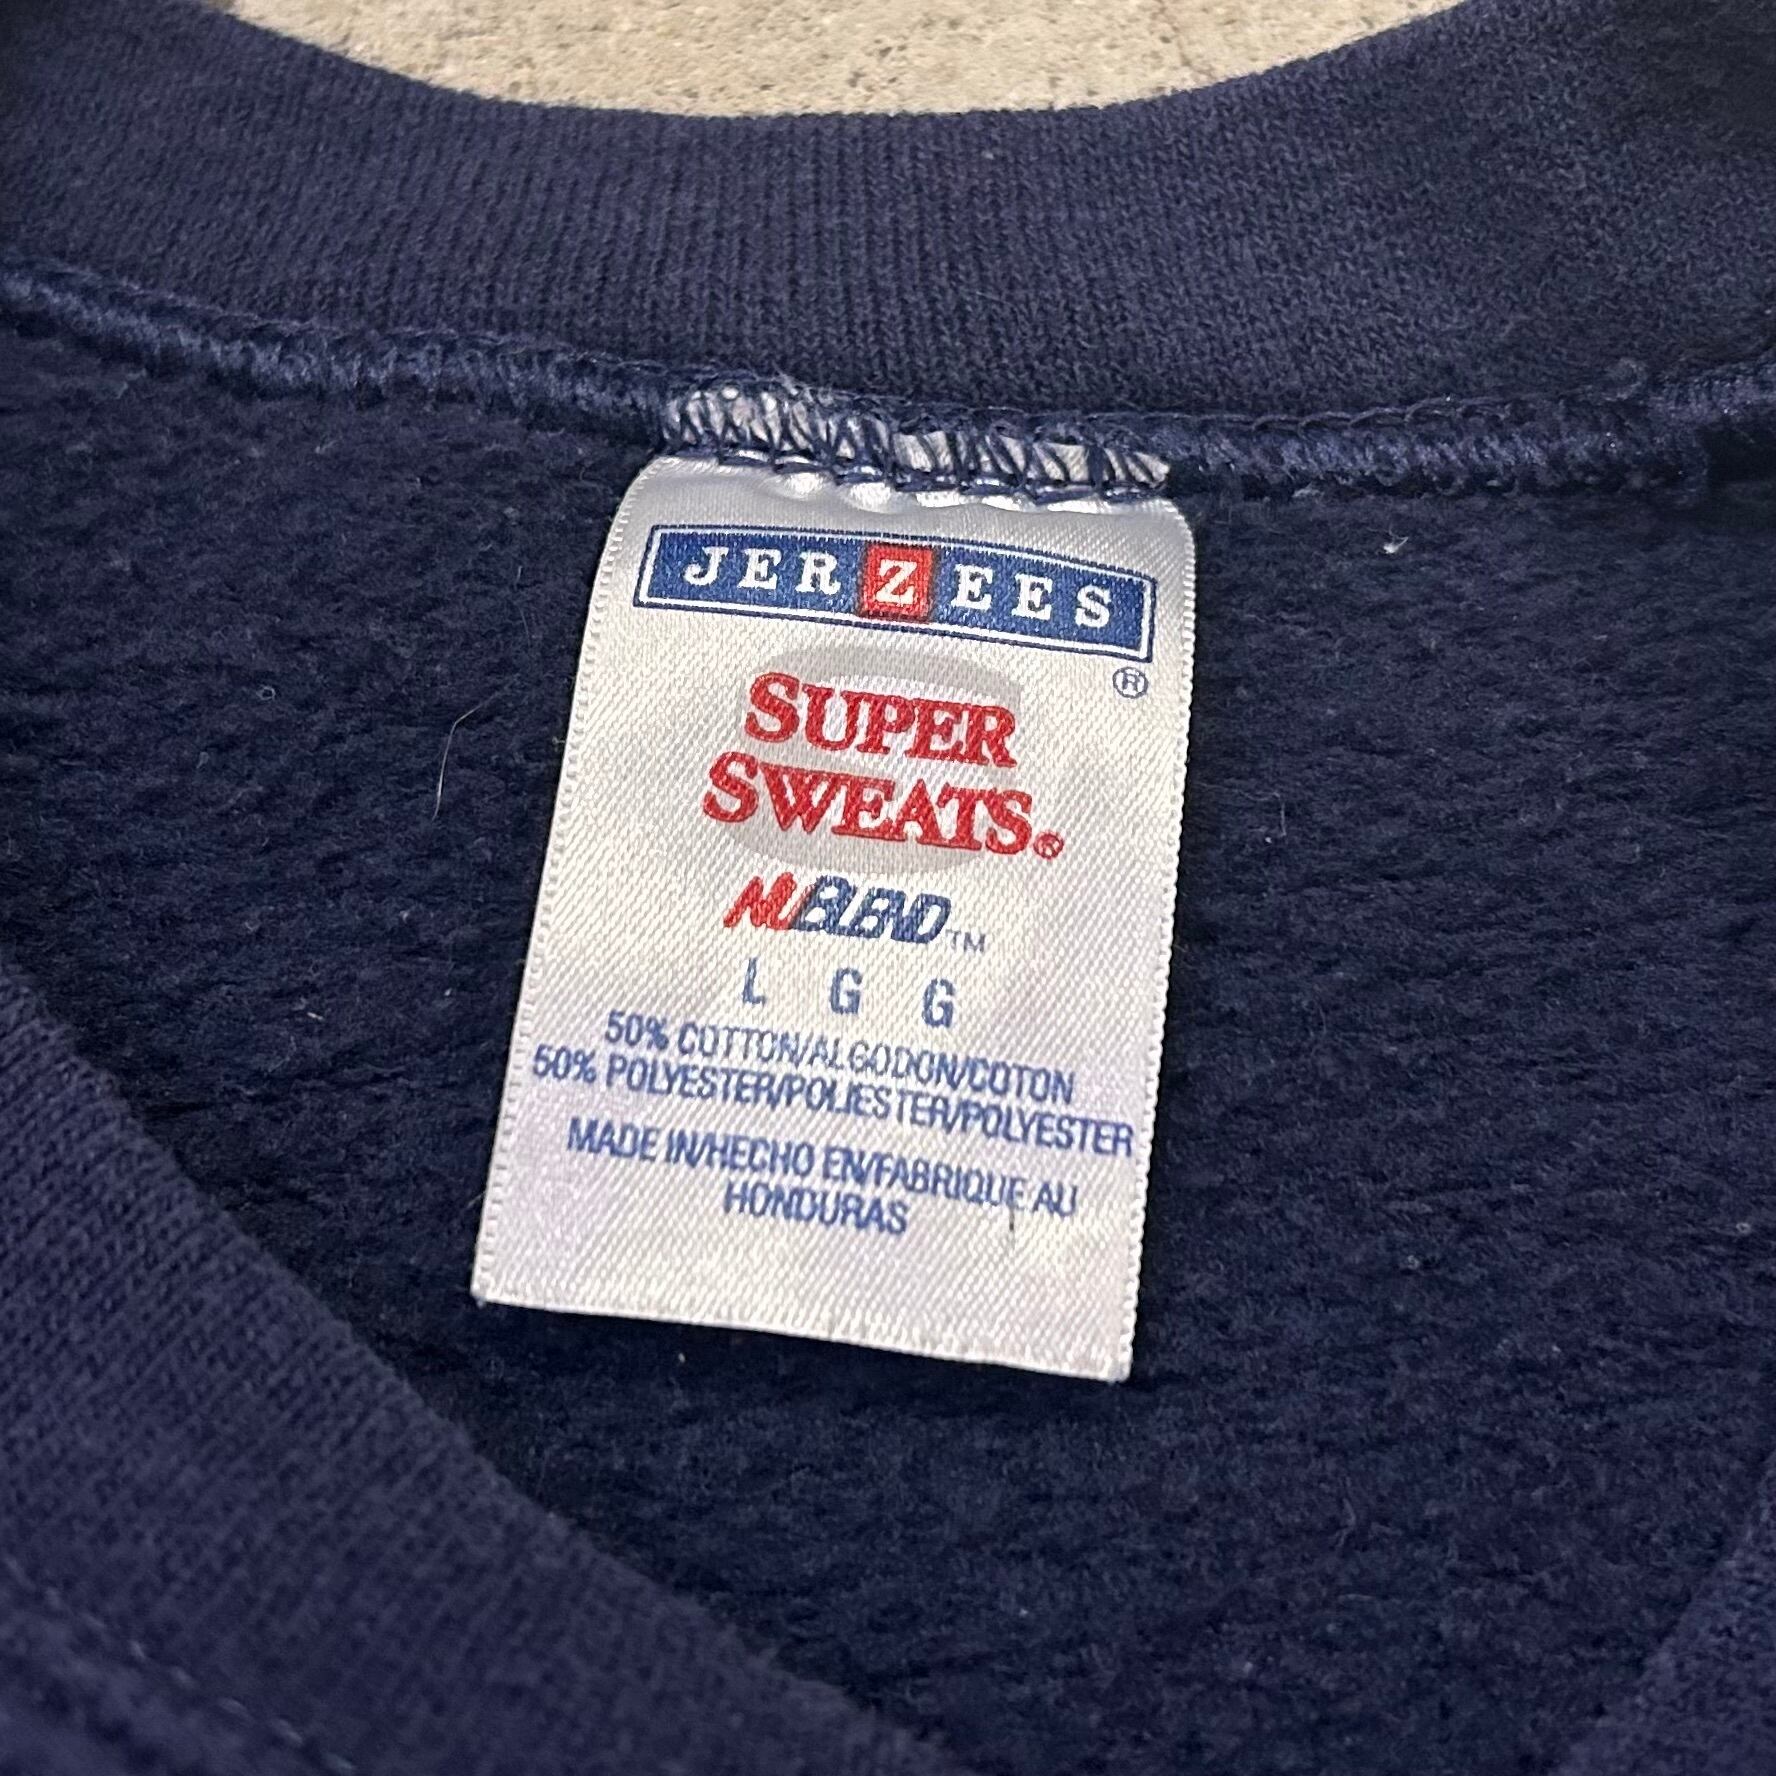 JERZEES
®
SUPER
SWEATS®
NUBLEND™
L G G
50% COTTON/ALGODON/COTON
50% POLYESTER/POLIESTER/POLYESTER
MADE IN/HECHO EN/FABRIQUE AU
HONDURAS